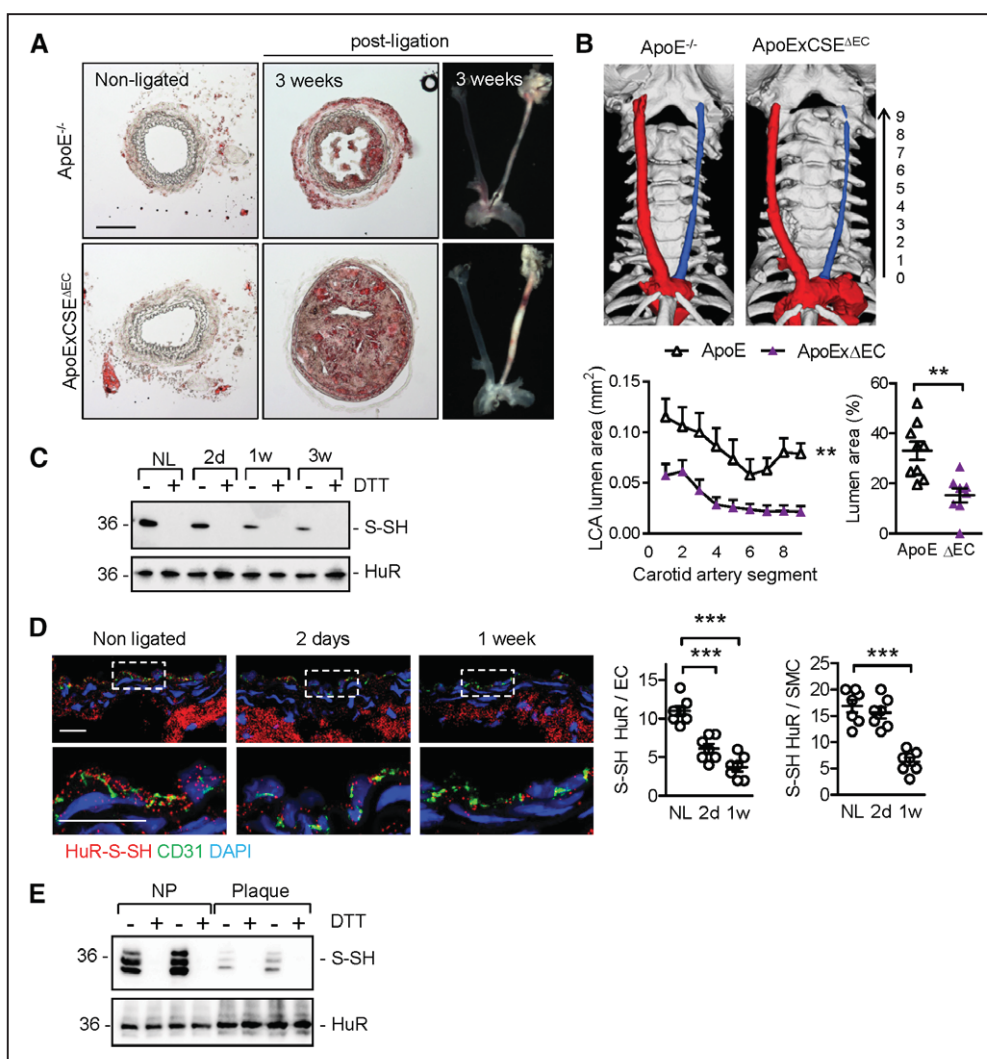 A
post-ligation
Non-ligated
3 weeks
3 weeks
ApoE-/-
ApoExCSEΔEC
B
ApoE-/-
ApoExCSEΔEC
9
8
7
6
5
4
3
2
1
0
ApoE
ApoExΔEC
LCA lumen area (mm2)
0.15
0.10
0.05
0.00
**
0 2 4 6 8
Carotid artery segment
Lumen area (%)
60
40
20
0
**
ApoE ΔEC
C
NL 2d 1w 3w
- + - + - + - + DTT
36 - - S-SH
36 - - HuR
D
Non ligated
2 days
1 week
HuR-S-SH CD31 DAPI
S-SH HuR / EC
15
10
5
0
***
***
NL 2d 1w
S-SH HuR / SMC
25
20
15
10
5
0
***
NL 2d 1w
E
NP Plaque
- + - + - + - + DTT
36 - - S-SH
36 - - HuR